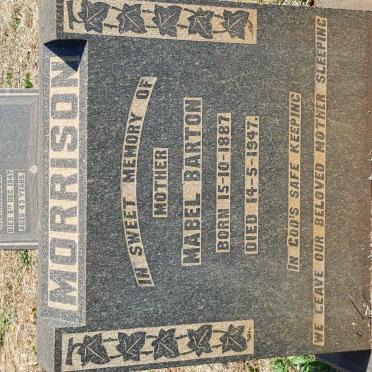 MORRISON
IN SWEET MEMORY OF
MOTHER
MABEL BARTON
BORN 15-10-1887
DIED 14-5-1947.
IN GOD'S SAFE KEEPING
WE LEAVE OUR BELOVED MOTHER SLEEPING